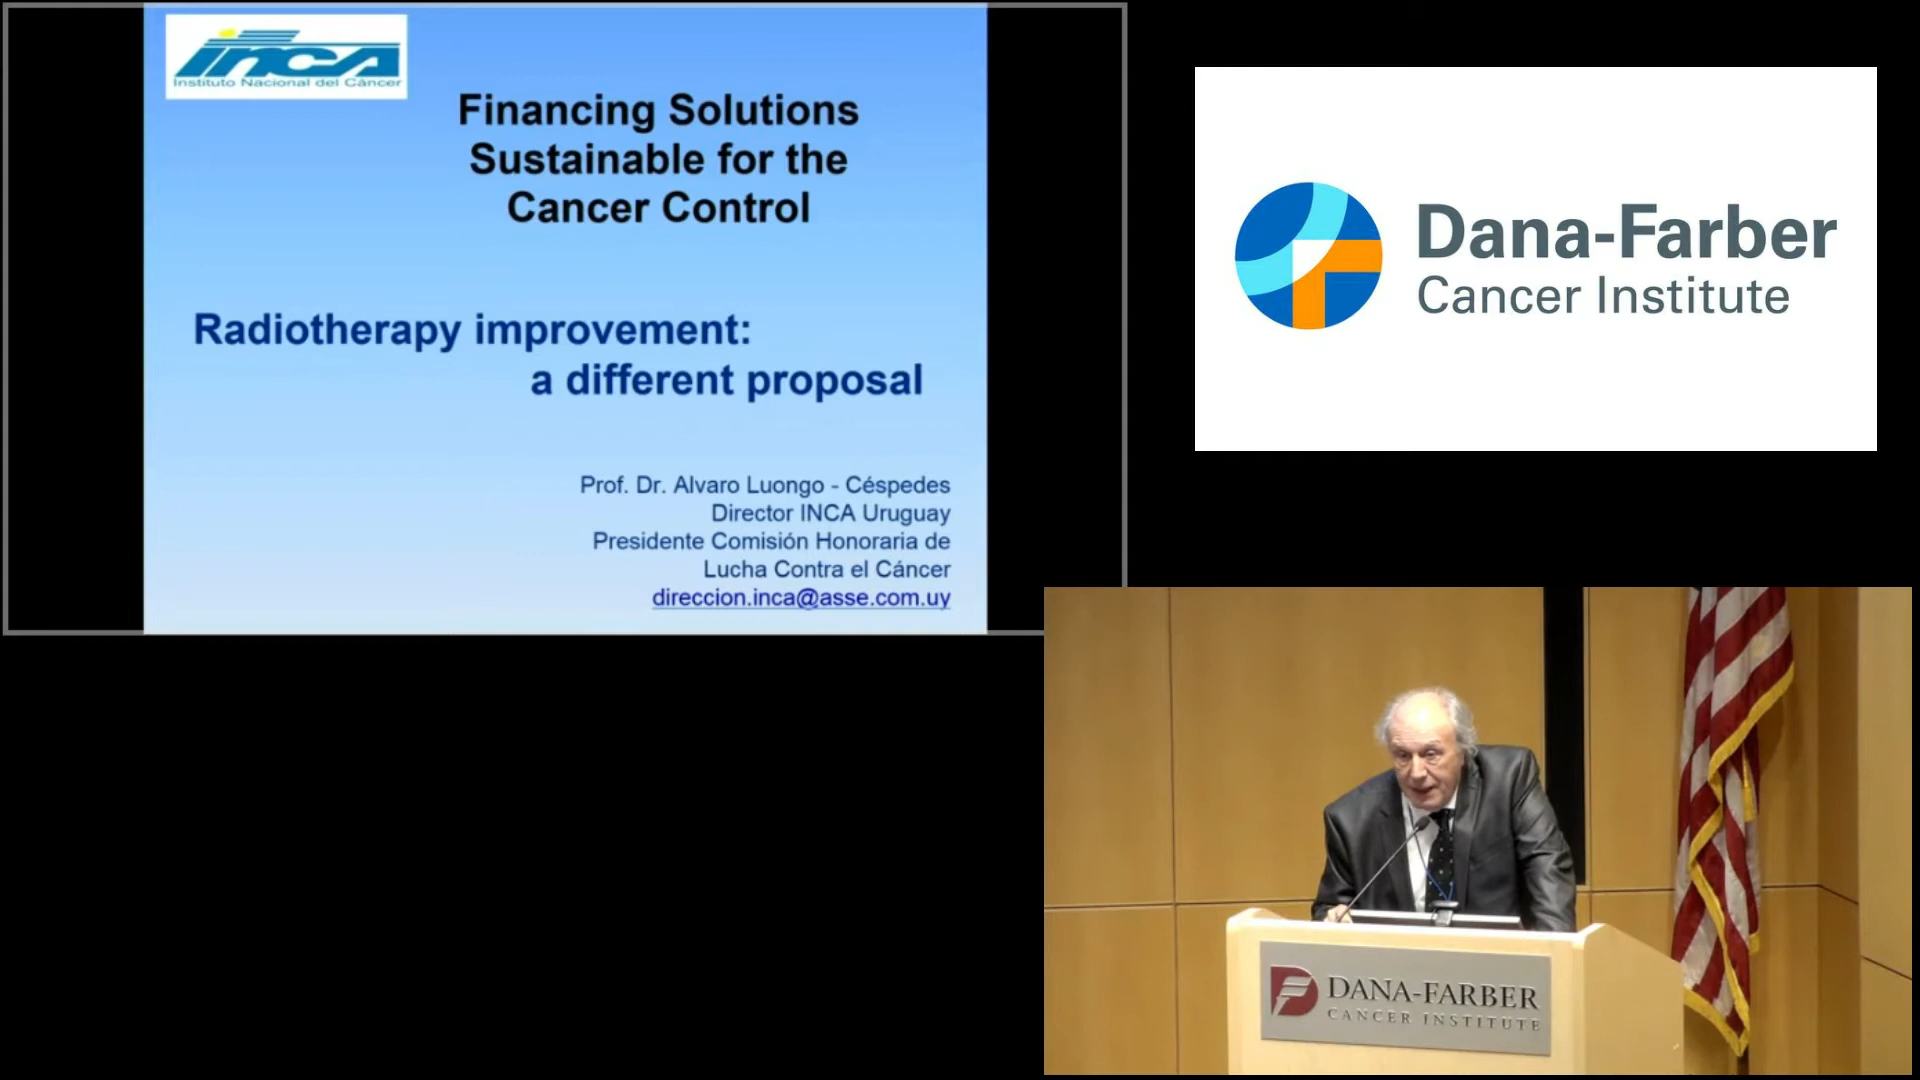 inca
Instituto Nacional del Câncer
Financing Solutions
Sustainable for the
Cancer Control
Radiotherapy improvement:
a different proposal
Prof. Dr. Alvaro Luongo - Céspedes
Director INCA Uruguay
Presidente Comisión Honoraria de
Lucha Contra el Cáncer
direccion.inca@asse.com.uy
Dana-Farber
Cancer Institute
DANA-FARBER
CANCER INSTITUTE